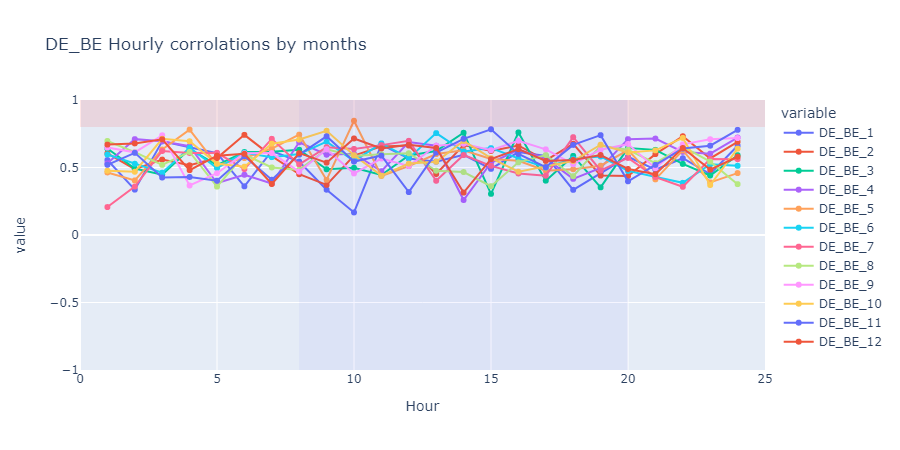 DE_BE Hourly corrolations by months
1
0.5
0
−0.5
−1
0
5
10
15
20
25
value
Hour
variable
DE_BE_1
DE_BE_2
DE_BE_3
DE_BE_4
DE_BE_5
DE_BE_6
DE_BE_7
DE_BE_8
DE_BE_9
DE_BE_10
DE_BE_11
DE_BE_12